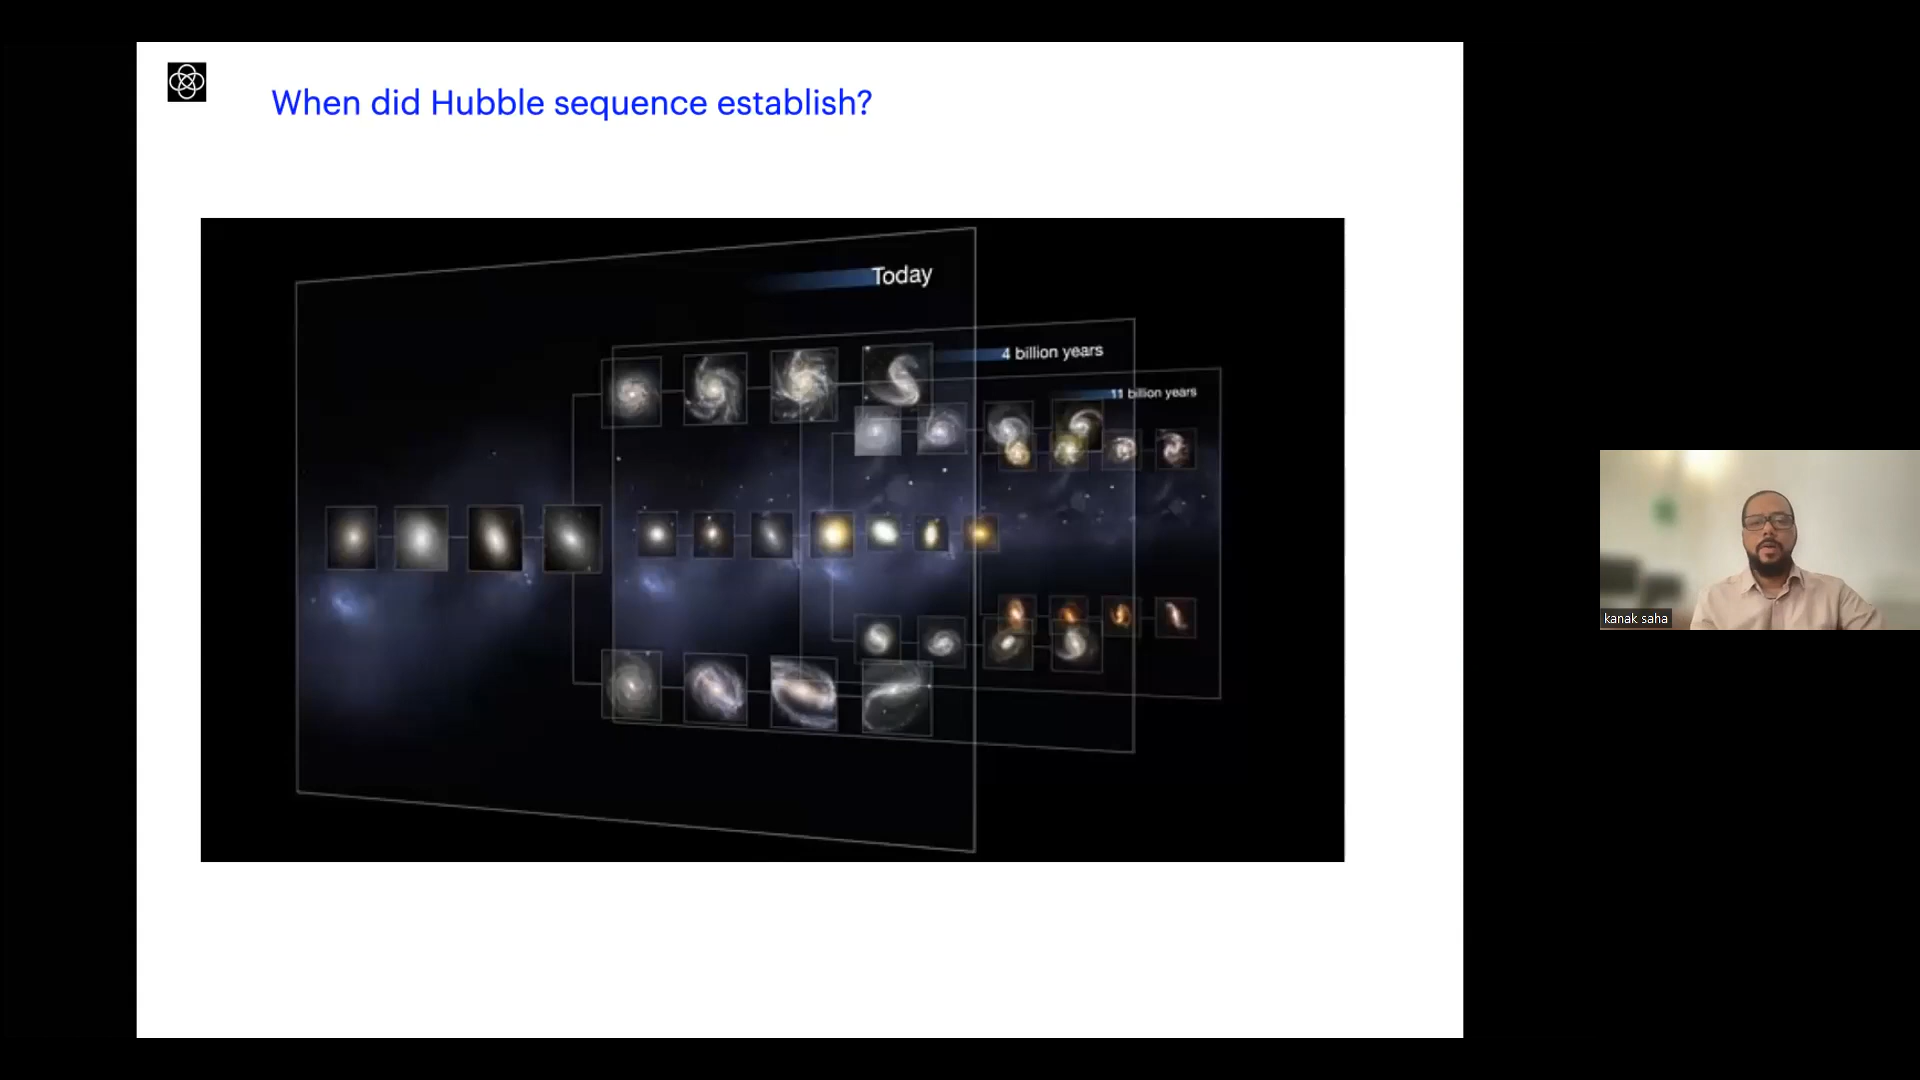 When did Hubble sequence establish?
Today
4 billion years
11 billion years
kanak saha